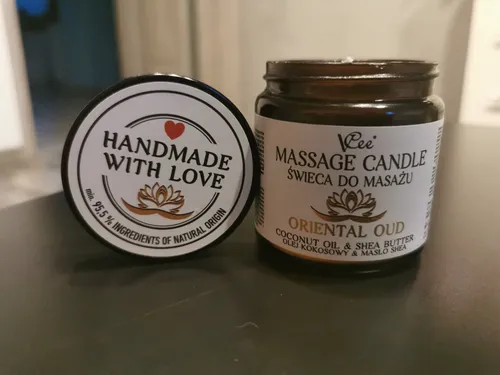 HANDMADE
WITH LOVE
min. 95,5 % INGREDIENTS OF NATURAL ORIGIN
VCee®
MASSAGE CANDLE
ŚWIECA DO MASAŻU
ORIENTAL OUD
COCONUT OIL & SHEA BUTTER
OLEJ KOKOSOWY & MASŁO SHEA